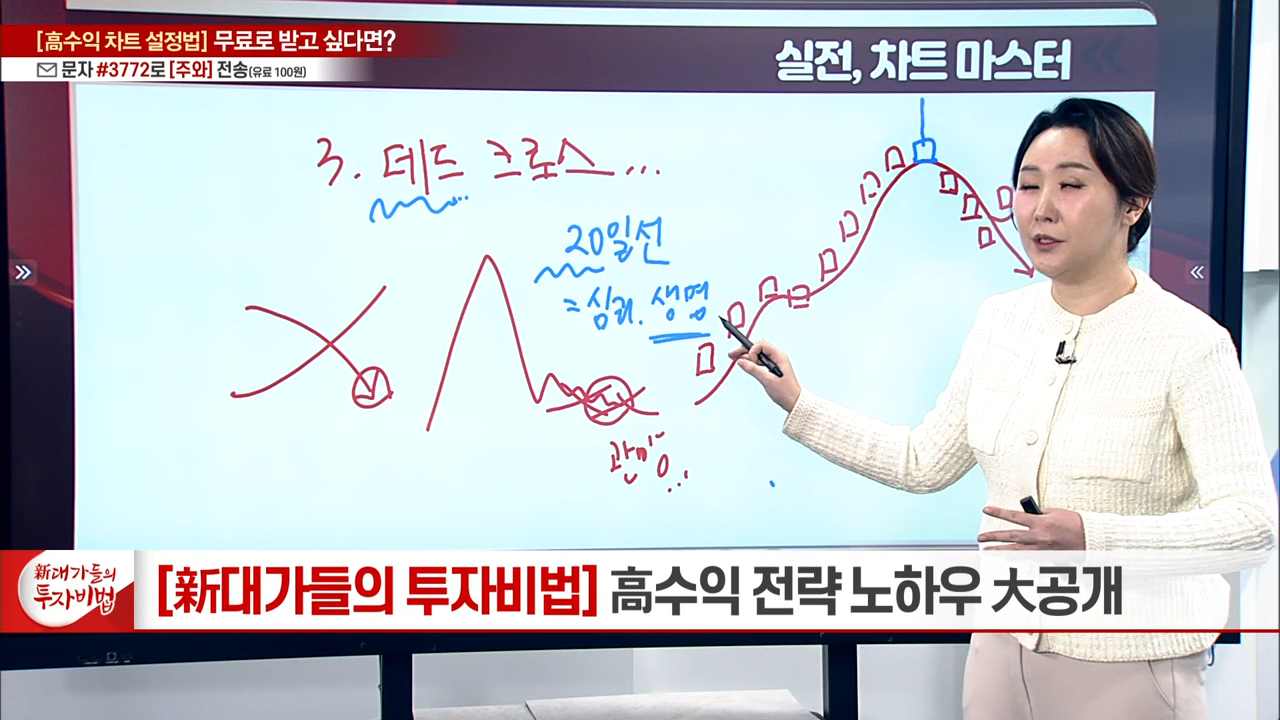 [高수익 차트 설정법] 무료로 받고 싶다면?
문자 #3772로 [주와] 전송(유료 100원)
실전, 차트 마스터
3. 데드 크로스...
20일선
=심리. 생명
관망...
新대가들의
투자비법
[新대가들의 투자비법] 高수익 전략 노하우 大공개